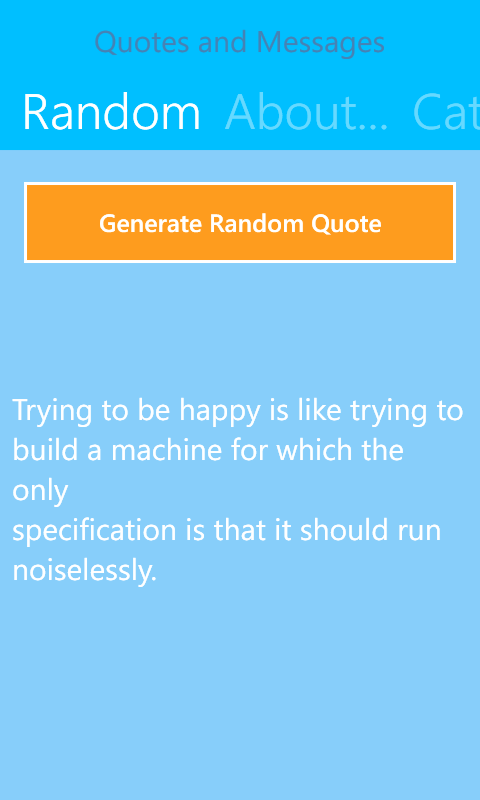 Quotes and Messages
Random About... Cat
Generate Random Quote
Trying to be happy is like trying to
build a machine for which the
only
specification is that it should run
noiselessly.